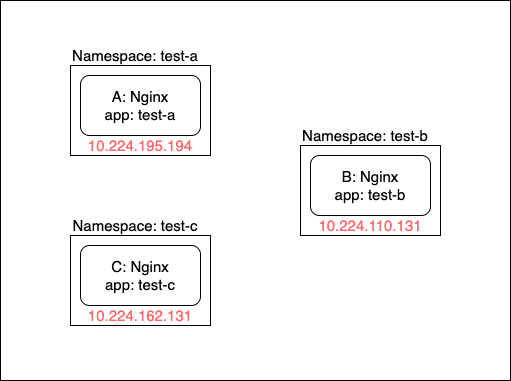 Namespace: test-a
A: Nginx
app: test-a
10.224.195.194
Namespace: test-b
B: Nginx
app: test-b
10.224.110.131
Namespace: test-c
C: Nginx
app: test-c
10.224.162.131